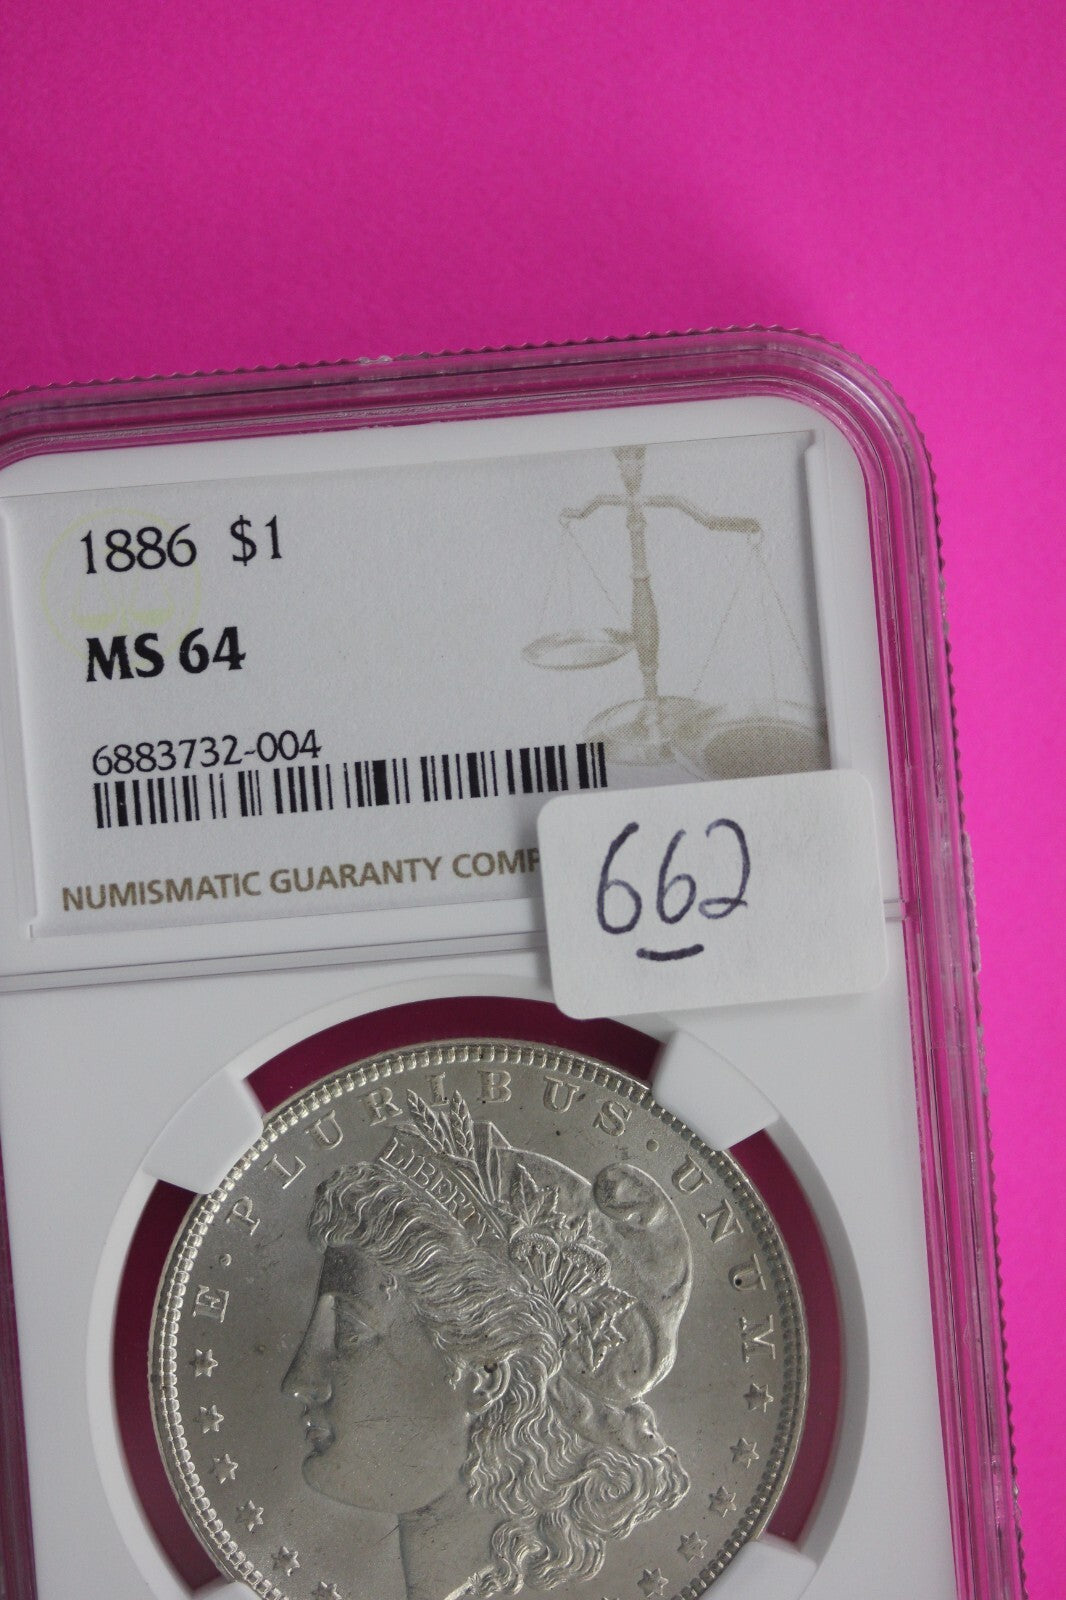 1886 $1
MS 64
6883732-004
NUMISMATIC GUARANTY COMP
662
E · PLURIBUS · UNUM
LIBERTY